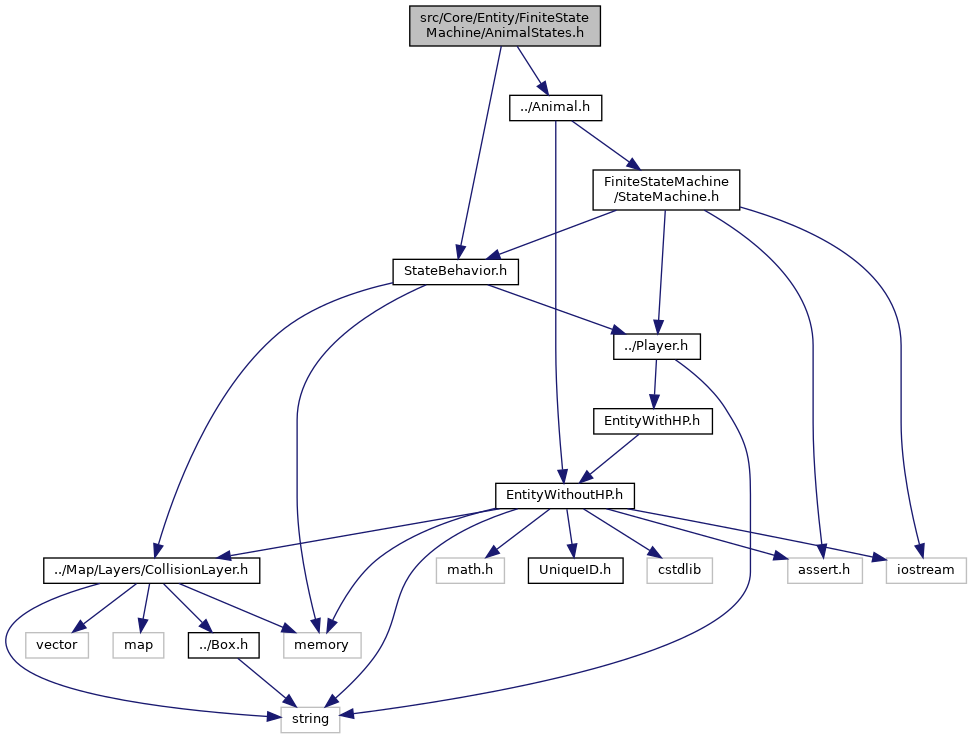 src/Core/Entity/FiniteState
Machine/AnimalStates.h
../Animal.h
FiniteStateMachine
/StateMachine.h
StateBehavior.h
../Player.h
EntityWithHP.h
EntityWithoutHP.h
../Map/Layers/CollisionLayer.h
math.h
UniqueID.h
cstdlib
assert.h
iostream
vector
map
../Box.h
memory
string